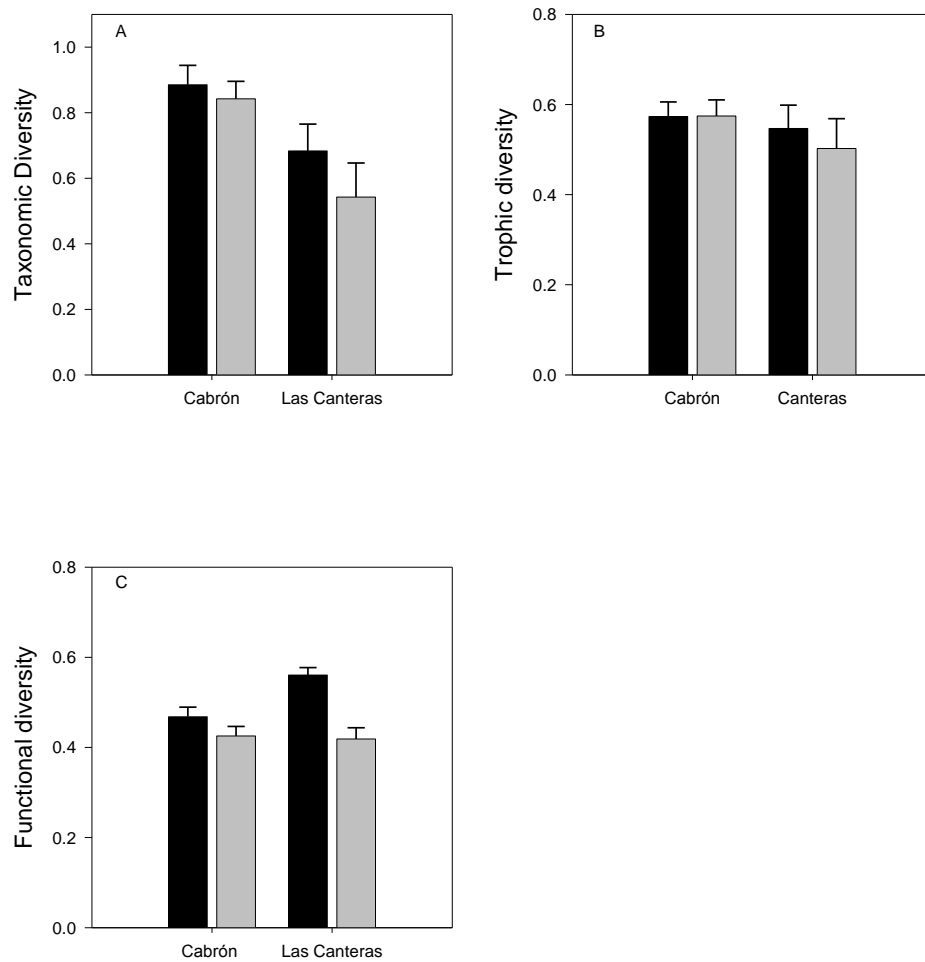 A
Taxonomic Diversity
1.0
0.8
0.6
0.4
0.2
0.0
Cabrón Las Canteras
B
Trophic diversity
0.8
0.6
0.4
0.2
0.0
Cabrón Canteras
C
Functional diversity
0.8
0.6
0.4
0.2
0.0
Cabrón Las Canteras